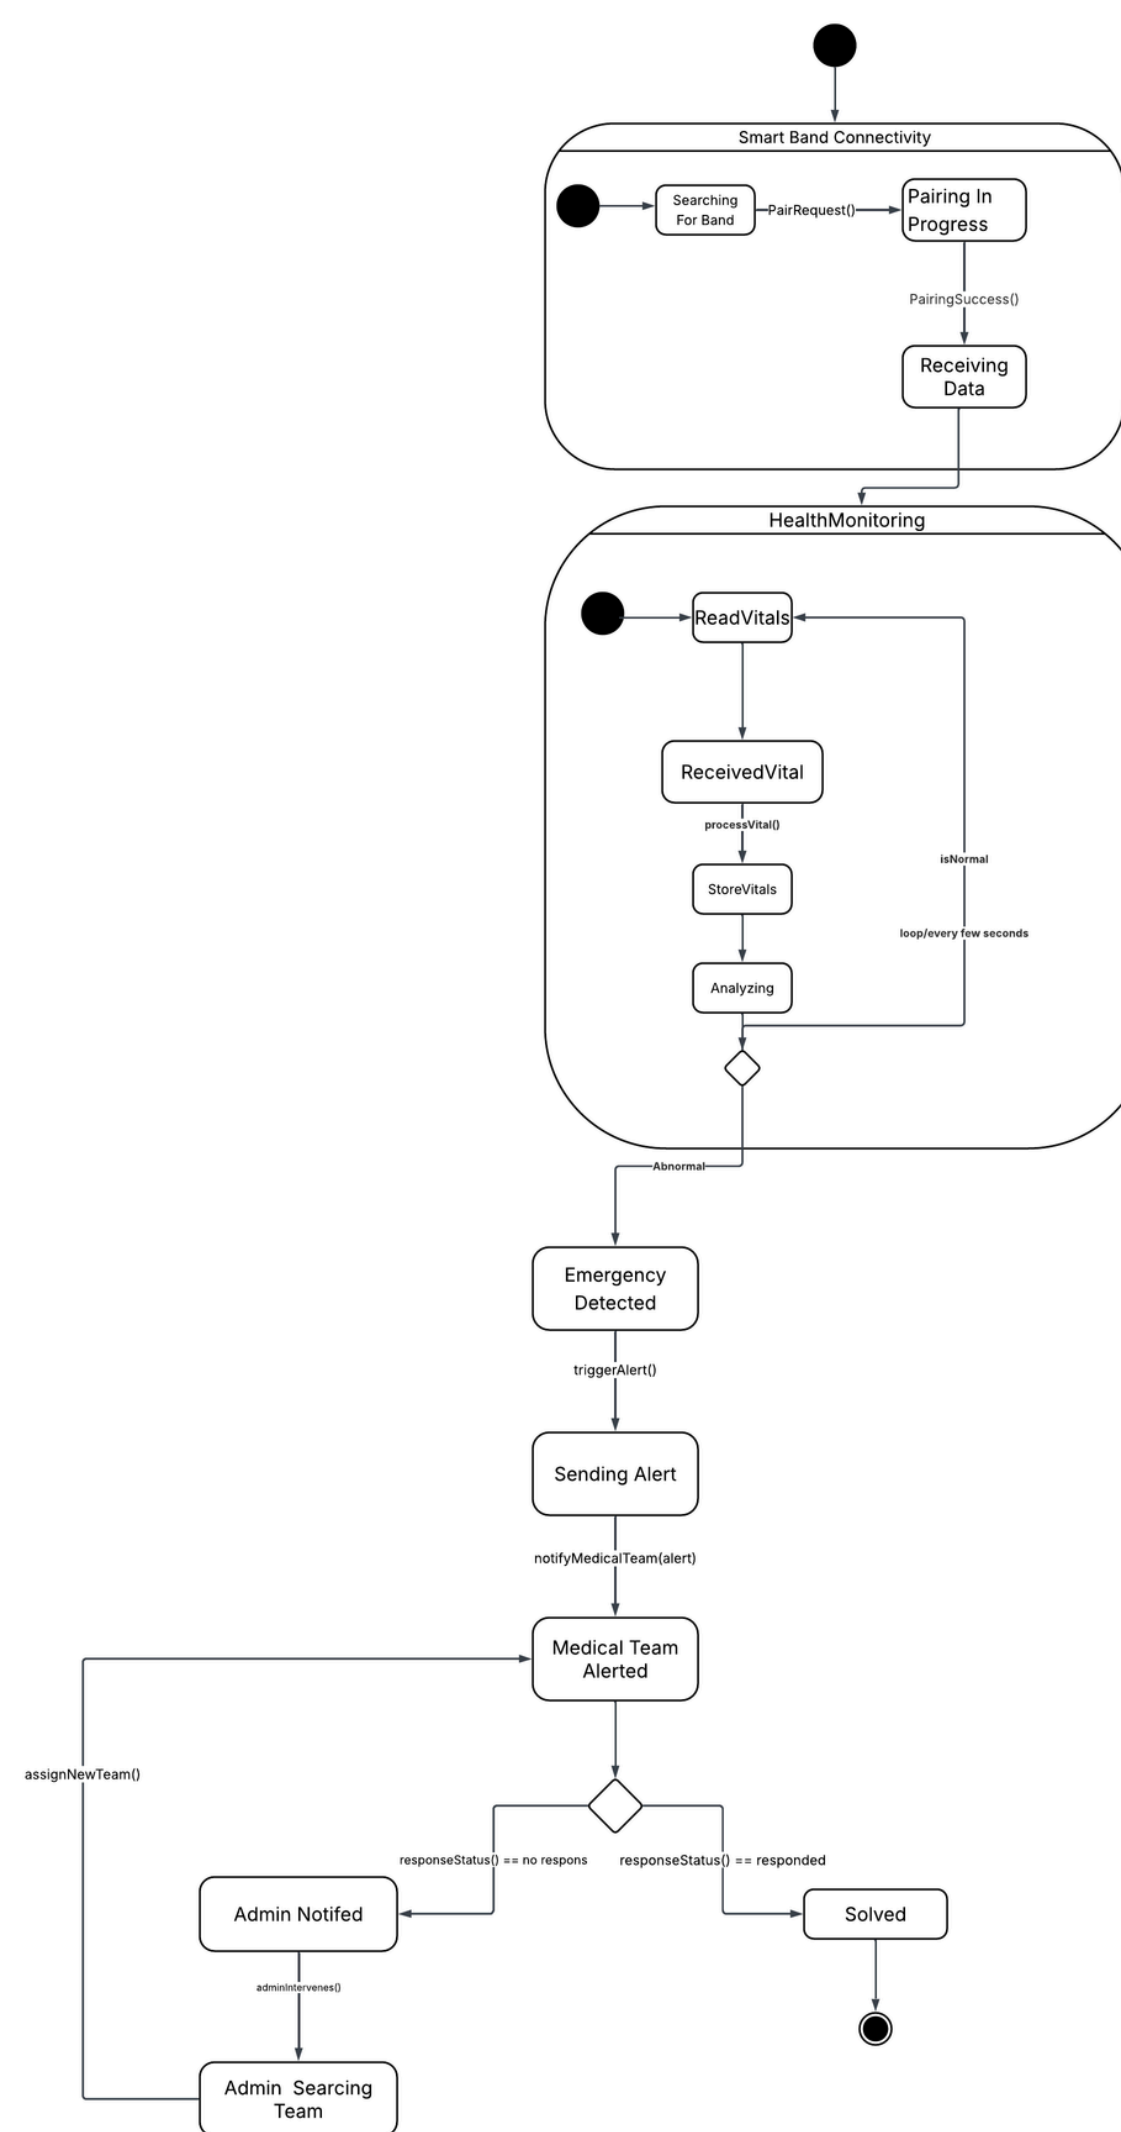 Smart Band Connectivity
Searching
For Band
PairRequest()
Pairing In
Progress
PairingSuccess()
Receiving
Data
HealthMonitoring
ReadVitals
ReceivedVital
processVital()
StoreVitals
isNormal
loop/every few seconds
Analyzing
Abnormal
Emergency
Detected
triggerAlert()
Sending Alert
notifyMedicalTeam(alert)
Medical Team
Alerted
assignNewTeam()
responseStatus() == no respons
responseStatus() == responded
Admin Notifed
Solved
adminIntervenes()
Admin  Searcing
Team